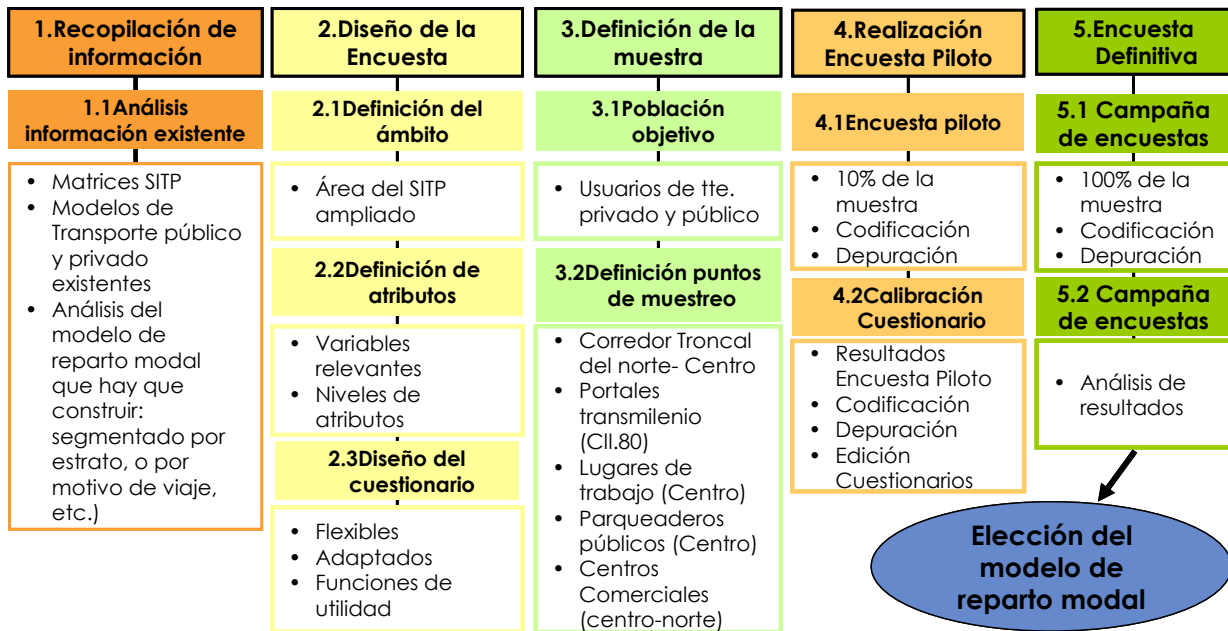 1.Recopilación de
información
1.1Análisis
información existente
• Matrices SITP
• Modelos de
Transporte público
y privado
existentes
• Análisis del
modelo de
reparto modal
que hay que
construir:
segmentado por
estrato, o por
motivo de viaje,
etc.)
2.Diseño de la
Encuesta
2.1Definición del
ámbito
• Área del SITP
ampliado
2.2Definición de
atributos
• Variables
relevantes
• Niveles de
atributos
2.3Diseño del
cuestionario
• Flexibles
• Adaptados
• Funciones de
utilidad
3.Definición de la
muestra
3.1Población
objetivo
• Usuarios de tte.
privado y público
3.2Definición puntos
de muestreo
• Corredor Troncal
del norte- Centro
• Portales
transmilenio
(Cll.80)
• Lugares de
trabajo (Centro)
• Parqueaderos
públicos (Centro)
• Centros
Comerciales
(centro-norte)
4.Realización
Encuesta Piloto
4.1Encuesta piloto
• 10% de la
muestra
• Codificación
• Depuración
4.2Calibración
Cuestionario
• Resultados
Encuesta Piloto
• Codificación
• Depuración
• Edición
Cuestionarios
5.Encuesta
Definitiva
5.1 Campaña
de encuestas
• 100% de la
muestra
• Codificación
• Depuración
5.2 Campaña
de encuestas
• Análisis de
resultados
Elección del
modelo de
reparto modal